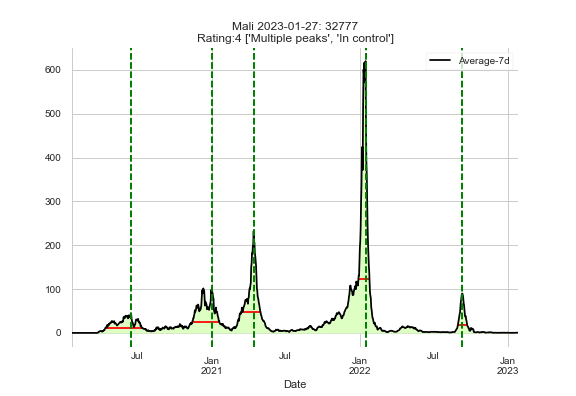 Mali 2023-01-27: 32777
Rating:4 ['Multiple peaks', 'In control']
Average-7d
600
500
400
300
200
100
0
Jul
Jan
2021
Jul
Jan
2022
Jul
Jan
2023
Date